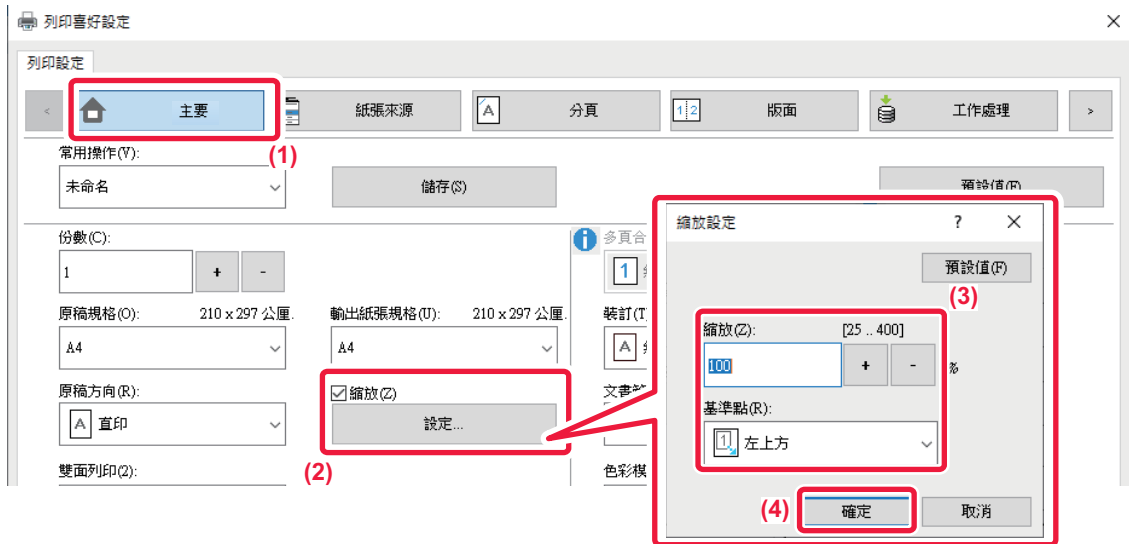 列印喜好設定
列印設定
< 主要 紙張來源 A 分頁 1 2 版面 工作處理 >
(1)
常用操作(V):
未命名 儲存(S) 預設值(F)
份數(C): 多頁合
1 + - 1
原稿規格(O): 210 x 297 公厘. 輸出紙張規格(U): 210 x 297 公厘. 裝訂(T
A4 A4 A
原稿方向(R): 縮放(Z) 文書
A 直印 設定...
(2)
雙面列印(2): 色彩模
縮放設定 ? ×
預設值(F)
(3)
縮放(Z): [25 .. 400]
100 + - %
基準點(R):
1 左上方
(4) 確定 取消